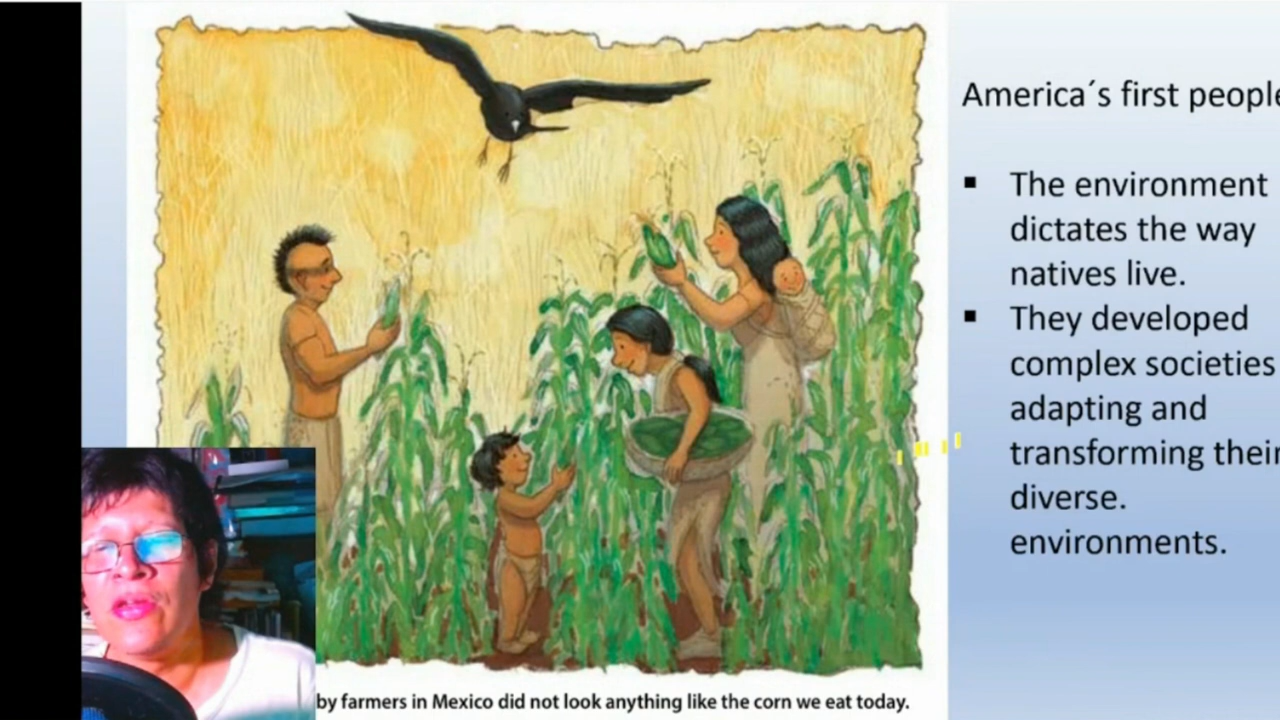 America´s first people
▪ The environment
dictates the way
natives live.
▪ They developed
complex societies
adapting and
transforming their
diverse.
environments.
by farmers in Mexico did not look anything like the corn we eat today.